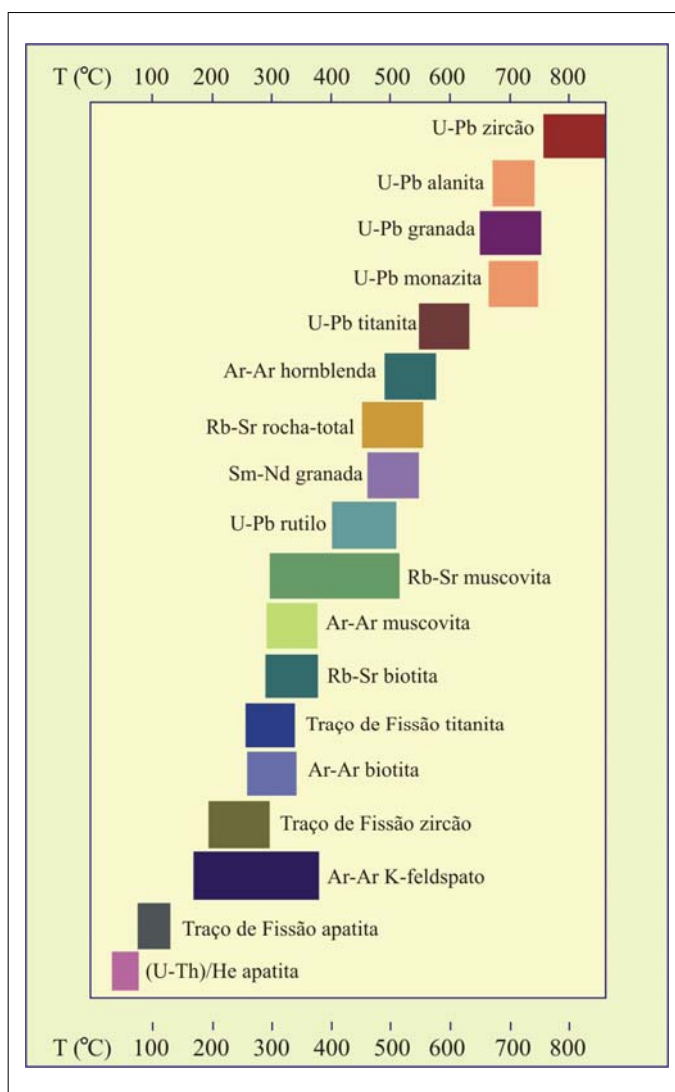 T (°C) 100 200 300 400 500 600 700 800
U-Pb zircão
U-Pb alanita
U-Pb granada
U-Pb monazita
U-Pb titanita
Ar-Ar hornblenda
Rb-Sr rocha-total
Sm-Nd granada
U-Pb rutilo
Rb-Sr muscovita
Ar-Ar muscovita
Rb-Sr biotita
Traço de Fissão titanita
Ar-Ar biotita
Traço de Fissão zircão
Ar-Ar K-feldspato
Traço de Fissão apatita
(U-Th)/He apatita
T (°C) 100 200 300 400 500 600 700 800